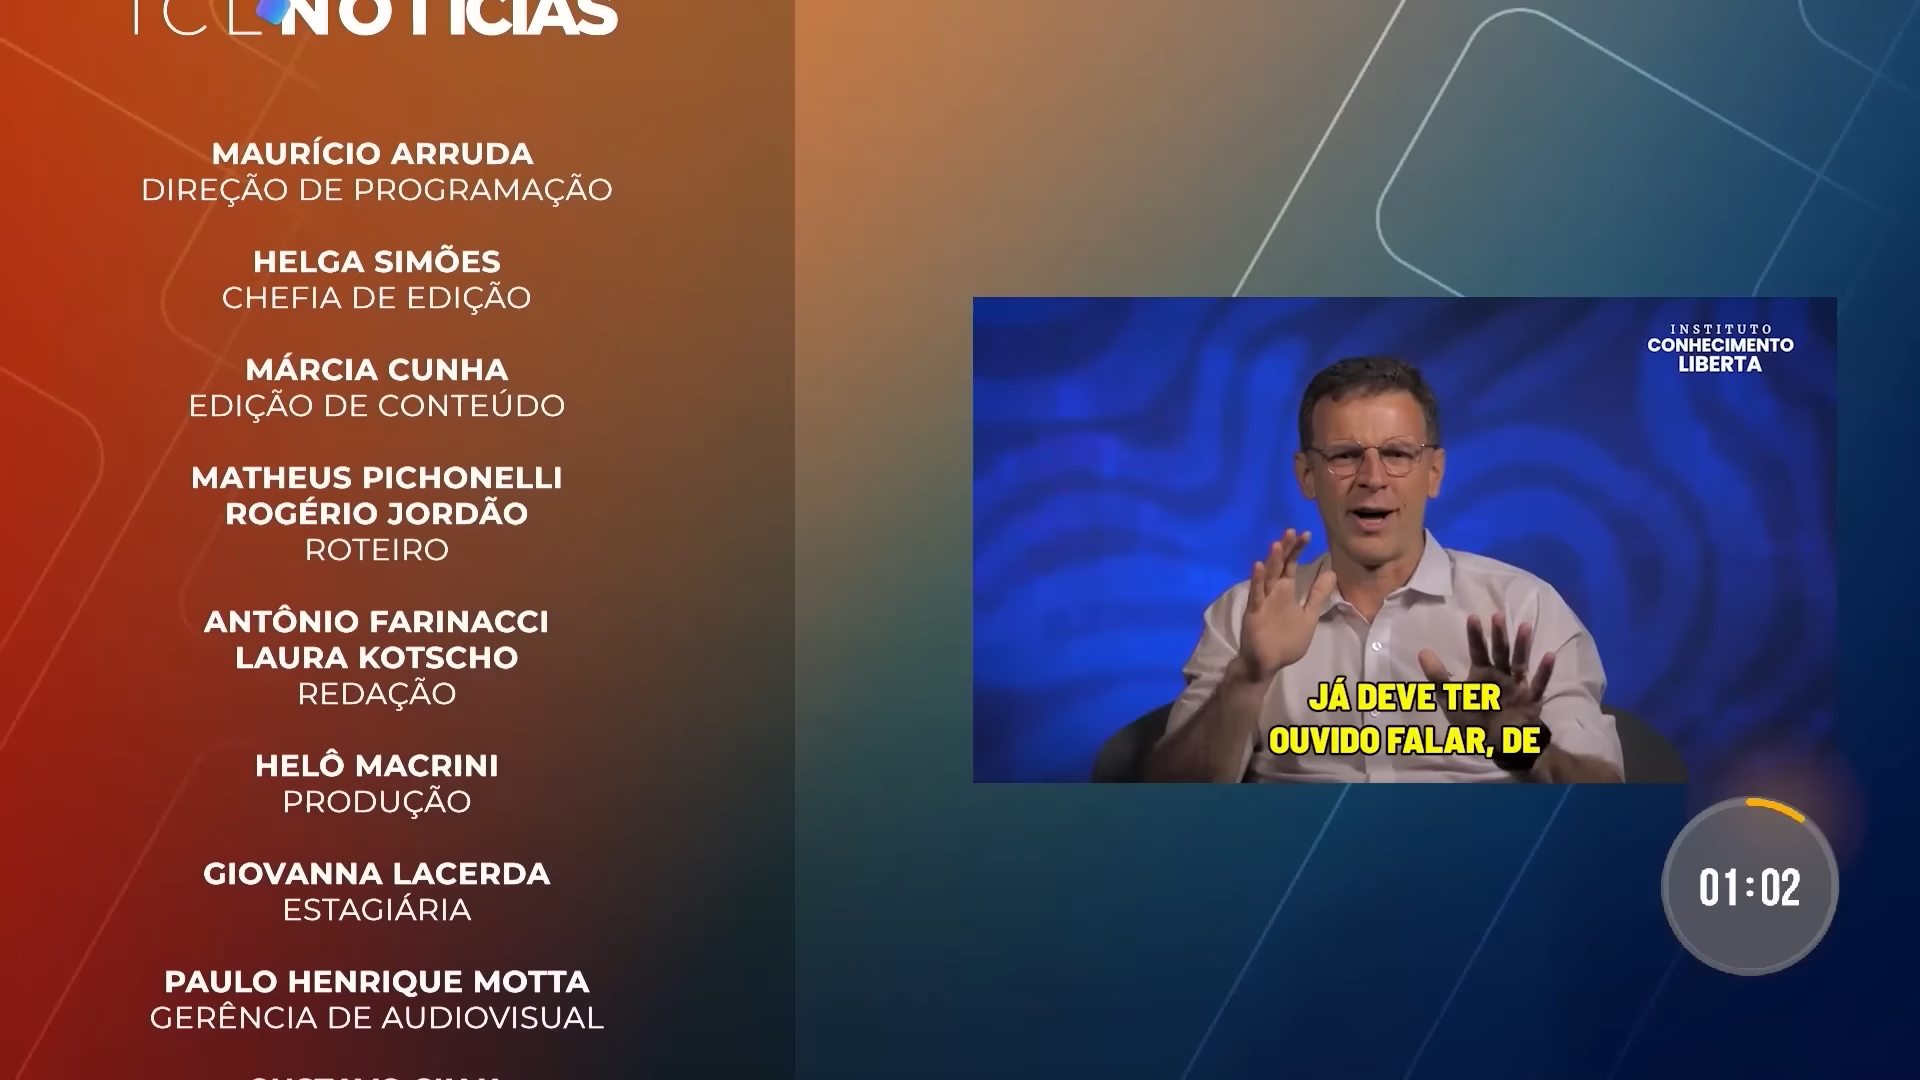 ICL NOTÍCIAS
MAURÍCIO ARRUDA
DIREÇÃO DE PROGRAMAÇÃO
HELGA SIMÕES
CHEFIA DE EDIÇÃO
MÁRCIA CUNHA
EDIÇÃO DE CONTEÚDO
MATHEUS PICHONELLI
ROGÉRIO JORDÃO
ROTEIRO
ANTÔNIO FARINACCI
LAURA KOTSCHO
REDAÇÃO
HELÔ MACRINI
PRODUÇÃO
GIOVANNA LACERDA
ESTAGIÁRIA
PAULO HENRIQUE MOTTA
GERÊNCIA DE AUDIOVISUAL
INSTITUTO
CONHECIMENTO
LIBERTA
JÁ DEVE TER
OUVIDO FALAR, DE
01:02